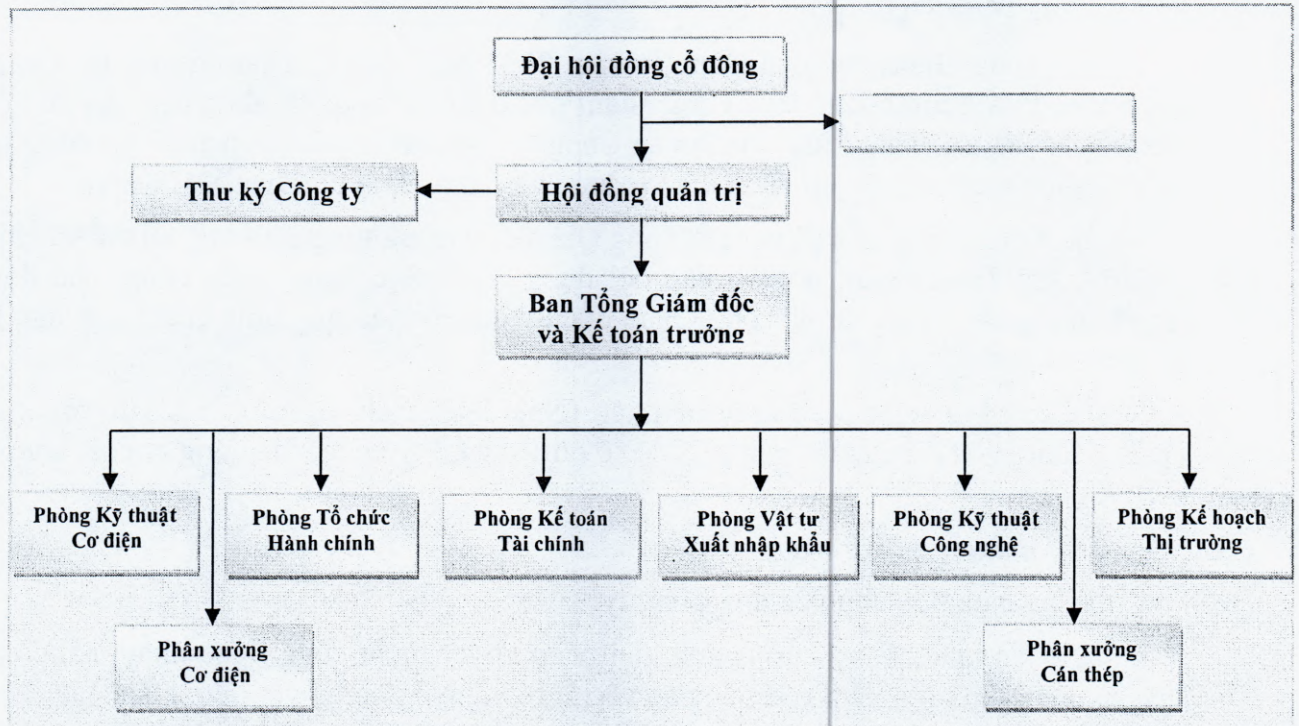 Đại hội đồng cổ đông
Thư ký Công ty
Hội đồng quản trị
Ban Tổng Giám đốc
và Kế toán trưởng
Phòng Kỹ thuật
Cơ điện
Phòng Tổ chức
Hành chính
Phòng Kế toán
Tài chính
Phòng Vật tư
Xuất nhập khẩu
Phòng Kỹ thuật
Công nghệ
Phòng Kế hoạch
Thị trường
Phân xưởng
Cơ điện
Phân xưởng
Cán thép